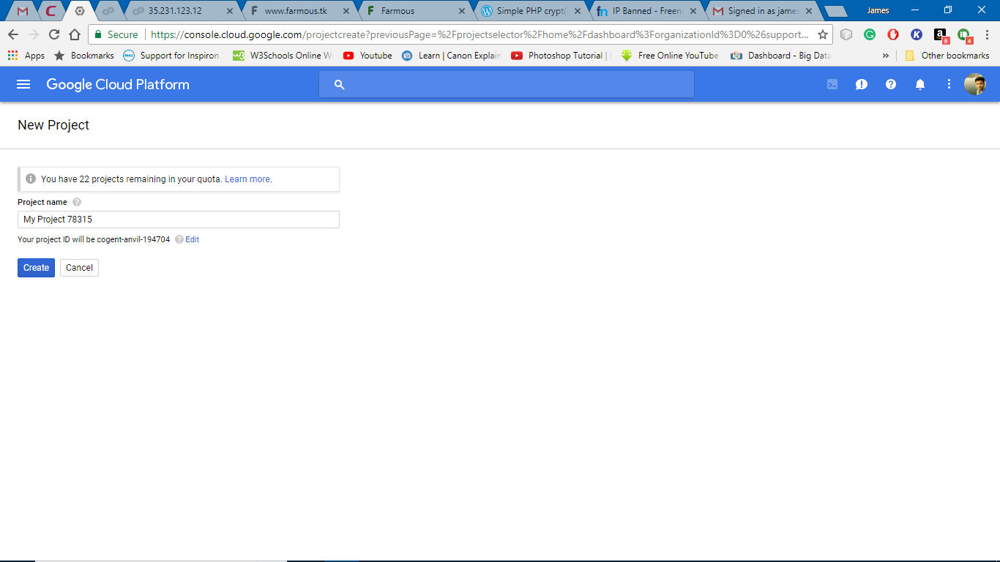 35.231.123.12
www.farmous.tk
Farmous
Simple PHP crypt(
IP Banned - Freen
Signed in as james
James
Secure
https://console.cloud.google.com/projectcreate?previousPage=%2Fprojectselector%2Fhome%2Fdashboard%3ForganizationId%3D0%26support...
Apps
Bookmarks
Support for Inspiron
W3Schools Online W
Youtube
Learn | Canon Explain
Photoshop Tutorial |
Free Online YouTube
Dashboard - Big Data
»
Other bookmarks
8
4
Google Cloud Platform
New Project
You have 22 projects remaining in your quota. Learn more.
Project name
My Project 78315
Your project ID will be cogent-anvil-194704 Edit
Create
Cancel